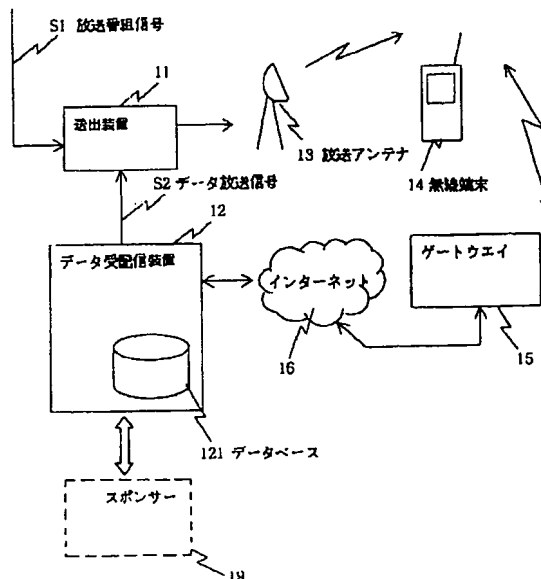 S1 放送番組信号
11
送出装置
13 放送アンテナ
14 無線端末
S2 データ放送信号
12
データ受配信装置
インターネット
ゲートウエイ
16
15
121 データベース
スポンサー
19